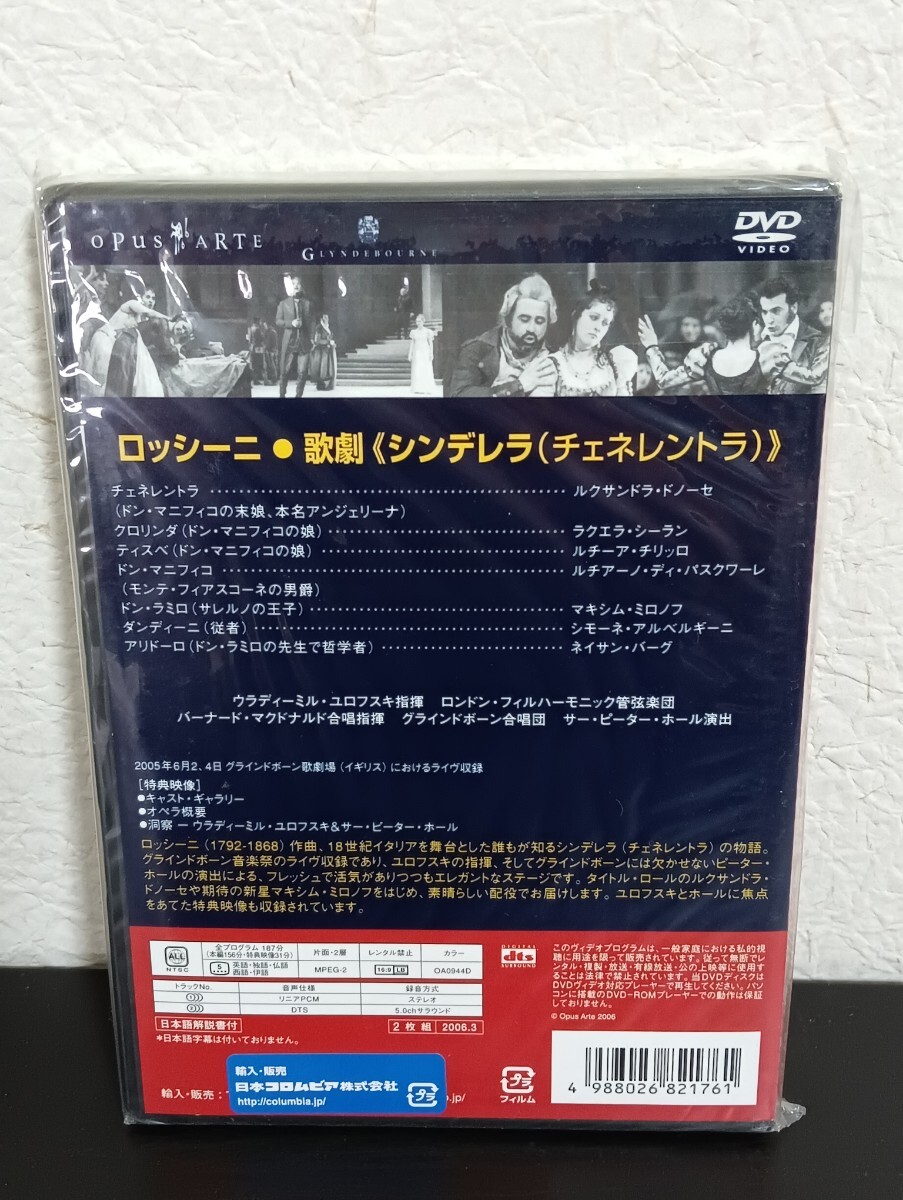 OPUS ARTE
GLYNDEBOURNE
DVD
VIDEO
ロッシーニ ● 歌劇《シンデレラ(チェネレントラ)》
チェネレントラ ………………………………………… ルクサンドラ・ドノーセ
(ドン・マニフィコの末娘、本名アンジェリーナ)
クロリンダ(ドン・マニフィコの娘) ………………………… ラクエラ・シーラン
ティスベ(ドン・マニフィコの娘) ………………………… ルチーア・チリッロ
ドン・マニフィコ ………………………………………… ルチアーノ・ディ・パスクワーレ
(モンテ・フィアスコーネの男爵)
ドン・ラミロ(サレルノの王子) ………………………… マキシム・ミロノフ
ダンディーニ(従者) ………………………………… シモーネ・アルベルギーニ
アリドーロ(ドン・ラミロの先生で哲学者) …………………… ネイサン・バーグ
ウラディーミル・ユロフスキ指揮 ロンドン・フィルハーモニック管弦楽団
バーナード・マクドナルド合唱指揮 グラインドボーン合唱団 サー・ピーター・ホール演出
2005年6月2、4日 グラインドボーン歌劇場(イギリス)におけるライヴ収録
[特典映像]
●キャスト・ギャラリー
●オペラ概要
●洞察 ー ウラディーミル・ユロフスキ&サー・ピーター・ホール
ロッシーニ(1792-1868)作曲、18世紀イタリアを舞台とした誰もが知るシンデレラ(チェネレントラ)の物語。
グラインドボーン音楽祭のライヴ収録であり、ユロフスキの指揮、そしてグラインドボーンには欠かせないピーター・
ホールの演出による、フレッシュで活気がありつつもエレガントなステージです。タイトル・ロールのルクサンドラ・
ドノーセや期待の新星マキシム・ミロノフをはじめ、素晴らしい配役でお届けします。ユロフスキとホールに焦点
をあてた特典映像も収録されています。
ALL
NTSC
全プログラム 187分
(本編156分・特典映像31分)
片面・2層
レンタル禁止
カラー
5
英語・独語・仏語
西語・伊語
MPEG-2
16:9 LB
OA0944D
トラックNo.
音声仕様
録音方式
リニアPCM
ステレオ
DTS
5.0chサラウンド
日本語解説書付
2枚組
2006.3
*日本語字幕は付いておりません。
DIGITAL
dts
SURROUND
このヴィデオプログラムは、一般家庭における私的視
聴に用途を限って販売されています。従って無断でレ
ンタル・複製・放送・有線放送・公の上映等に使用する
ことは法律で禁止されています。当DVDディスクは
DVDヴィデオ対応プレーヤーで再生してください。パソ
コンに搭載のDVD-ROMプレーヤーでの動作は保証
しておりません。
© Opus Arte 2006
輸入・販売
日本コロムビア株式会社
http://columbia.jp/
プラ
輸入・販売:
.jp/
プラ
フィルム
4 988026 821761